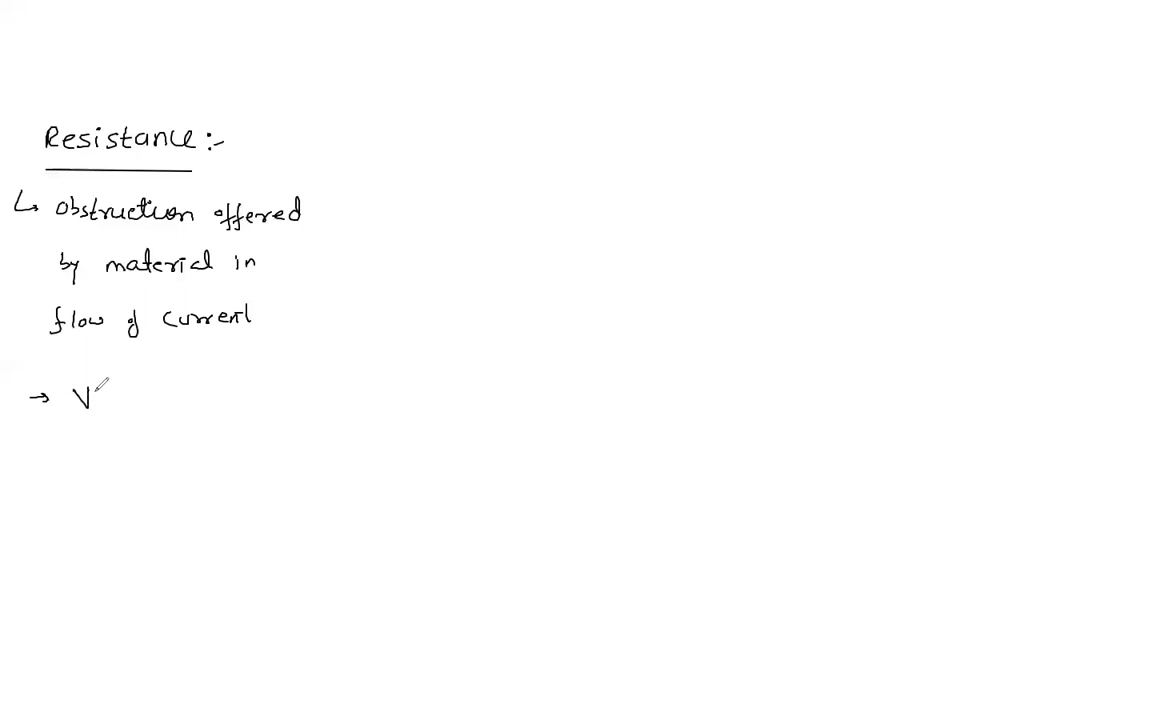 Resistance :-
↳ obstruction offered
by material in
flow of current
→ V